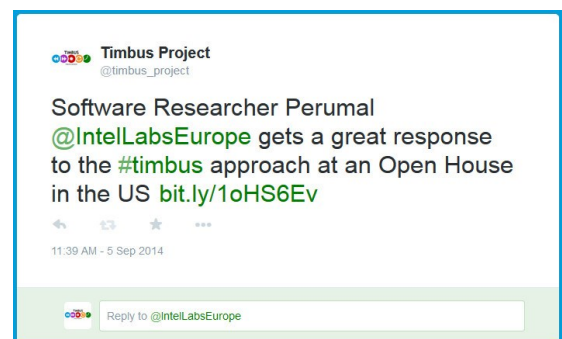 Timbus Project
@timbus_project
Software Researcher Perumal
@IntelLabsEurope gets a great response
to the #timbus approach at an Open House
in the US bit.ly/1oHS6Ev
11:39 AM - 5 Sep 2014
Reply to @IntelLabsEurope